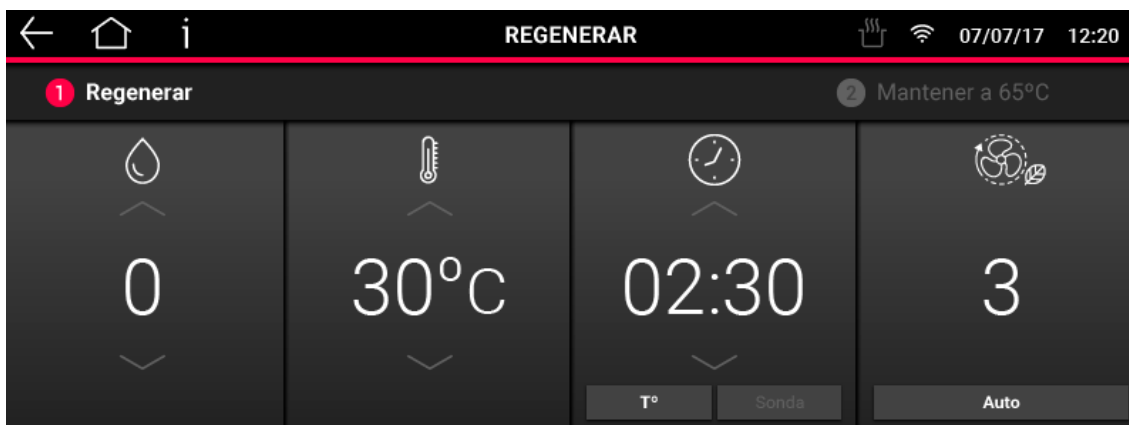 REGENERAR 07/07/17 12:20
1 Regenerar 2 Mantener a 65ºC
0 30ºC 02:30 3
Tº Sonda Auto